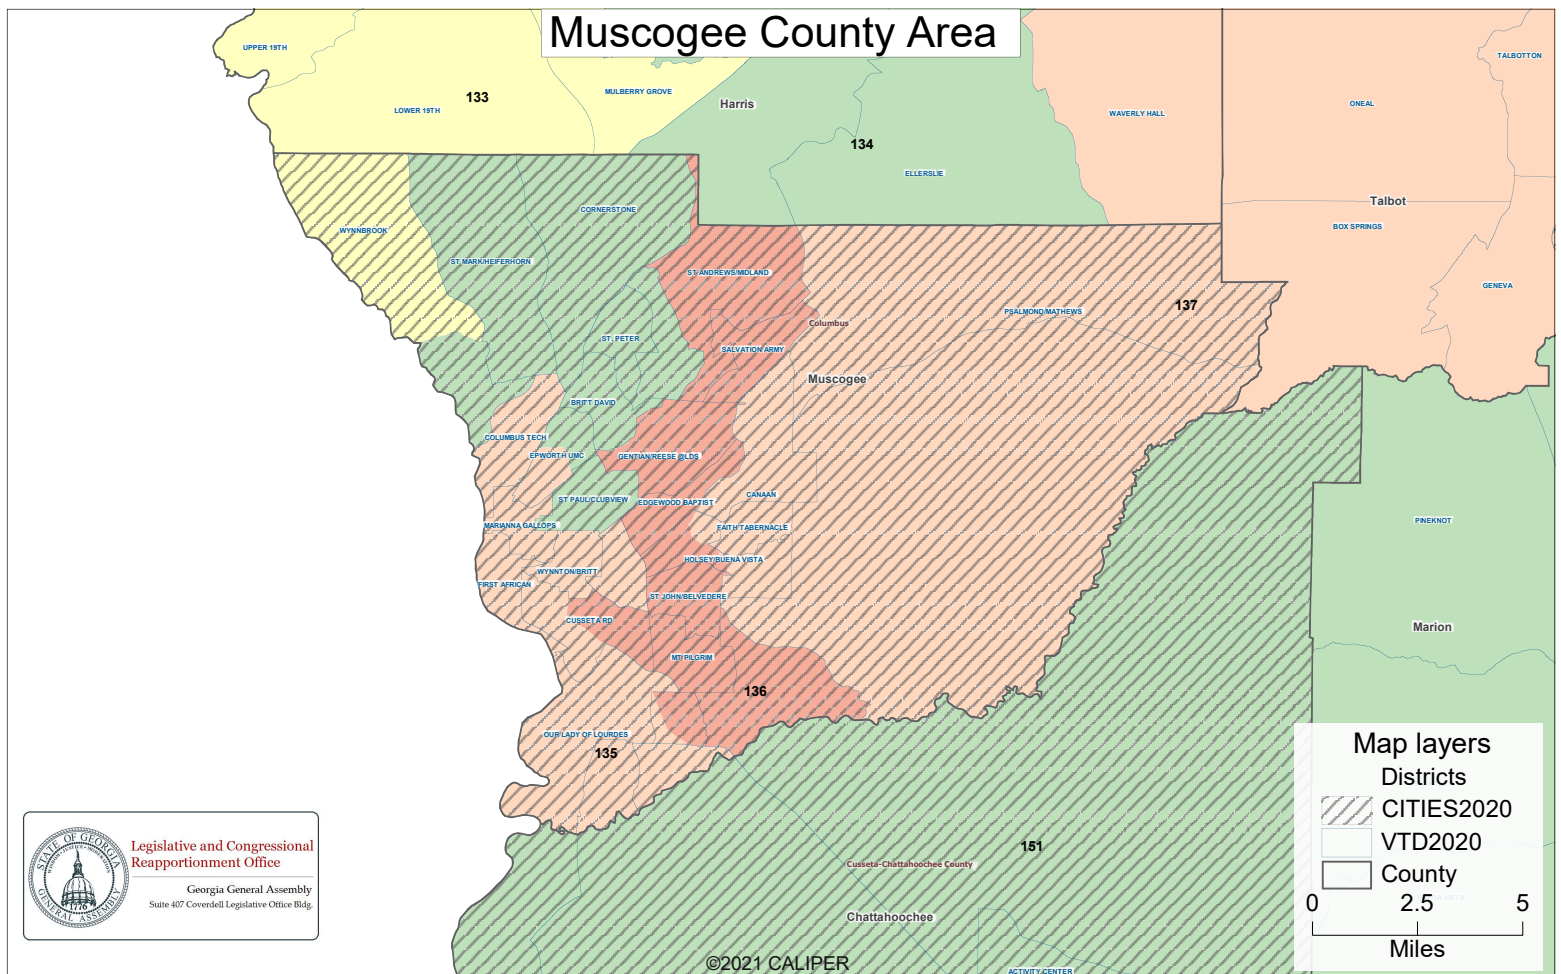 Muscogee County Area
UPPER 19TH
133
LOWER 19TH
MULBERRY GROVE
Harris
134
ELLERSLIE
WAVERLY HALL
TALBOTTON
ONEAL
Talbot
BOX SPRINGS
GENEVA
WYNNBROOK
CORNERSTONE
ST MARK/HEIFERHORN
ST ANDREWS/MIDLAND
137
PSALMOND/MATHEWS
Columbus
ST. PETER
SALVATION ARMY
Muscogee
BRITT DAVID
COLUMBUS TECH
EPWORTH UMC
GENTIAN/REESE @LDS
ST PAUL/CLUBVIEW
EDGEWOOD BAPTIST
CANAAN
MARIANNA GALLOPS
FAITH TABERNACLE
HOLSEY/BUENA VISTA
WYNNTON/BRITT
FIRST AFRICAN
ST JOHN/BELVEDERE
CUSSETA RD
MT PILGRIM
136
OUR LADY OF LOURDES
135
PINEKNOT
Marion
151
Cusseta-Chattahoochee County
Chattahoochee
ACTIVITY CENTER
©2021 CALIPER
Map layers
Districts
CITIES2020
VTD2020
County
0 2.5 5
Miles
STATE OF GEORGIA
GENERAL ASSEMBLY
1776
Legislative and Congressional
Reapportionment Office
Georgia General Assembly
Suite 407 Coverdell Legislative Office Bldg.